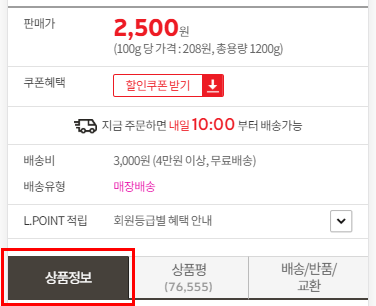 판매가
2,500원
(100g 당 가격 : 208원, 총용량 1200g)
쿠폰혜택
할인쿠폰 받기
지금 주문하면 내일 10:00 부터 배송가능
배송비
3,000원 (4만원 이상, 무료배송)
배송유형
매장배송
L.POINT 적립
회원등급별 혜택 안내
상품정보
상품평
(76,555)
배송/반품/
교환